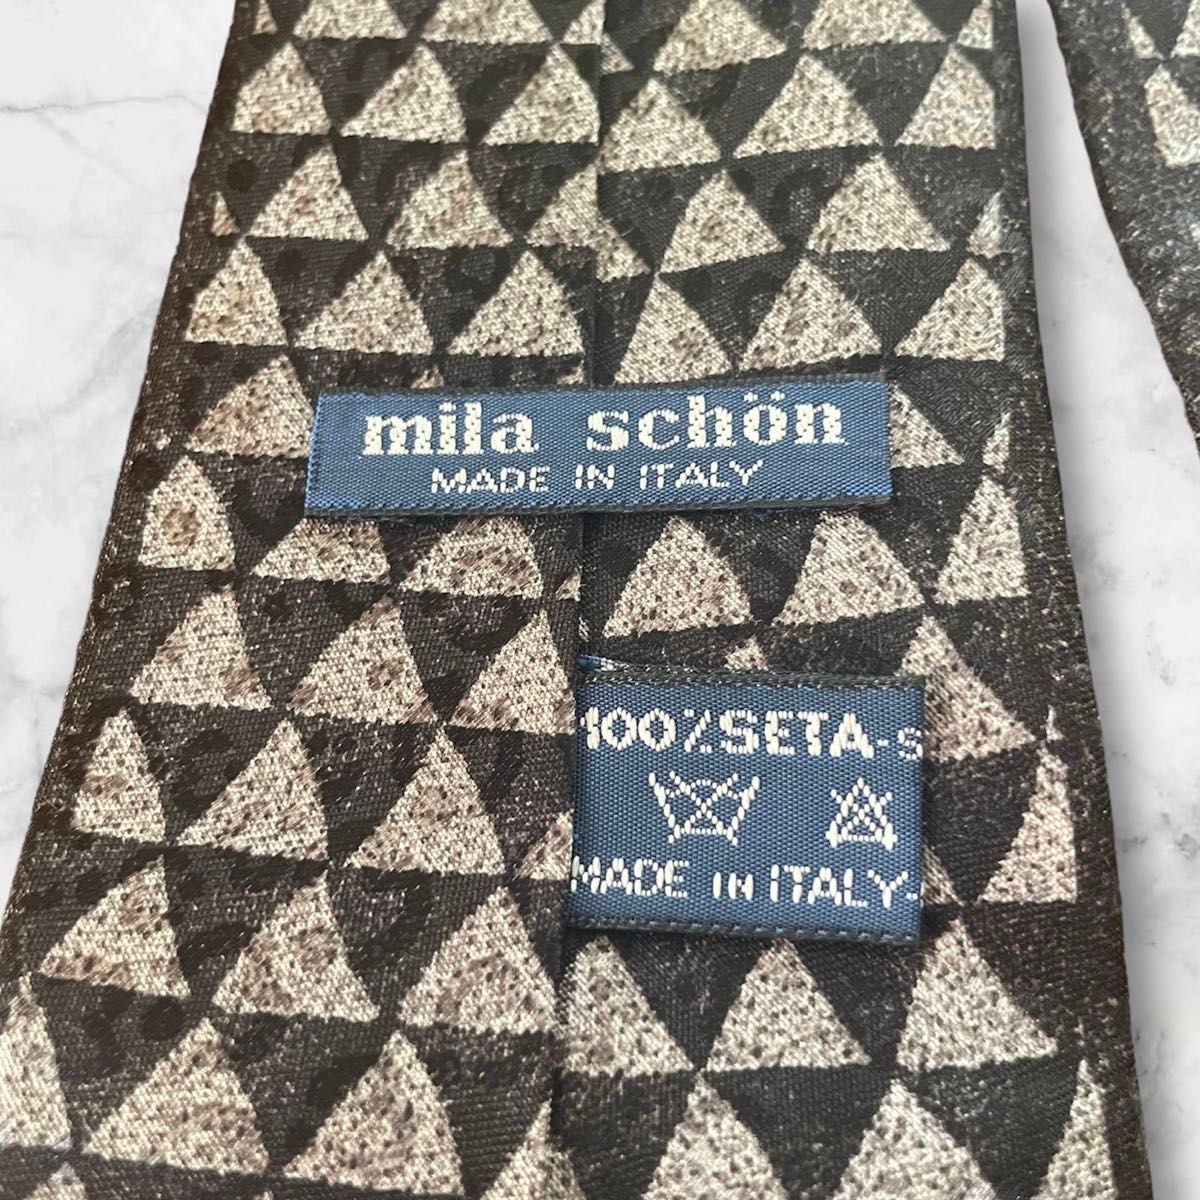 mila schön
MADE IN ITALY
100%SETA-S
MADE IN ITALY-